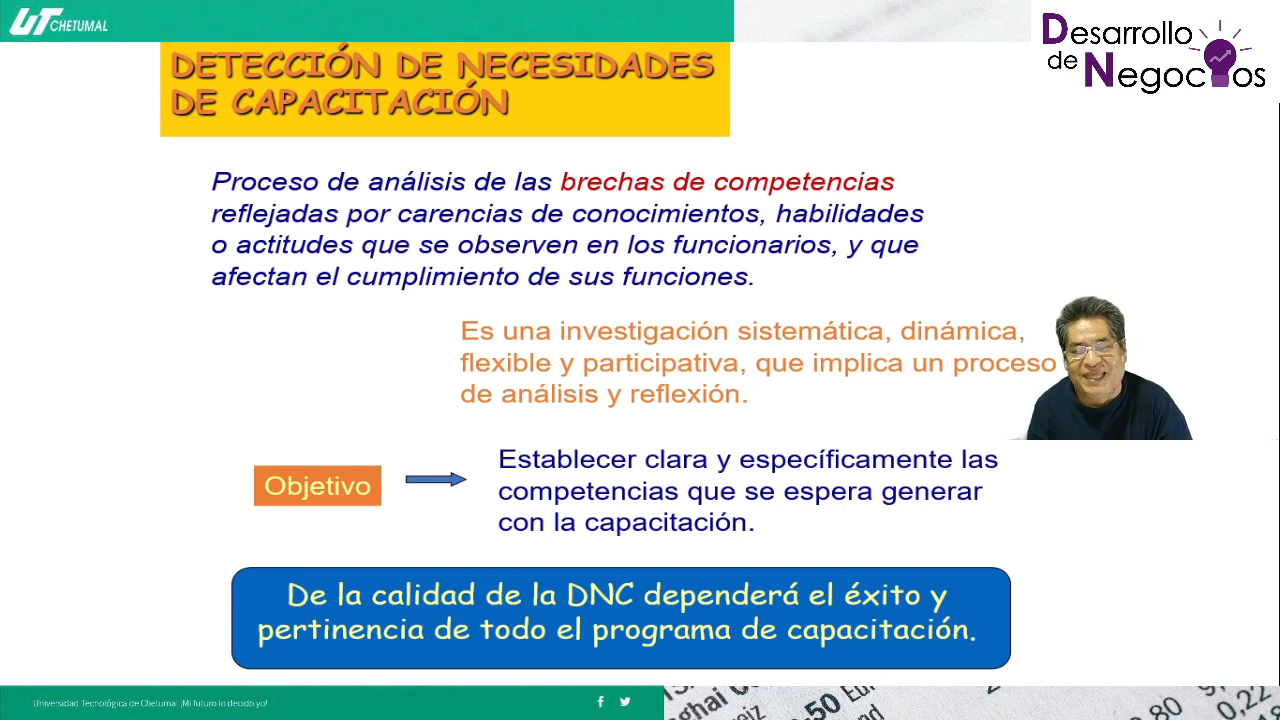 UT CHETUMAL
Desarrollo
de Negocios
DETECCIÓN DE NECESIDADES
DE CAPACITACIÓN
Proceso de análisis de las brechas de competencias
reflejadas por carencias de conocimientos, habilidades
o actitudes que se observen en los funcionarios, y que
afectan el cumplimiento de sus funciones.
Es una investigación sistemática, dinámica,
flexible y participativa, que implica un proceso
de análisis y reflexión.
Objetivo
Establecer clara y específicamente las
competencias que se espera generar
con la capacitación.
De la calidad de la DNC dependerá el éxito y
pertinencia de todo el programa de capacitación.
Universidad Tecnológica de Chetumal ¡Mi futuro lo decido yo!